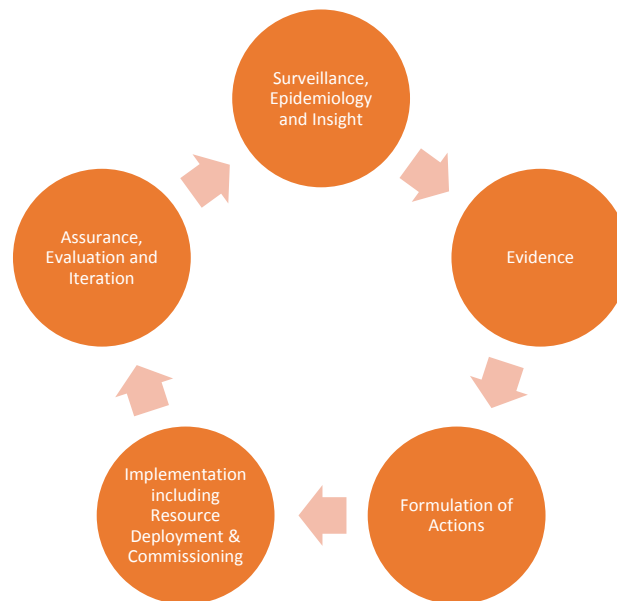 Surveillance,
Epidemiology
and Insight
Evidence
Formulation of
Actions
Implementation
including
Resource
Deployment &
Commissioning
Assurance,
Evaluation and
Iteration